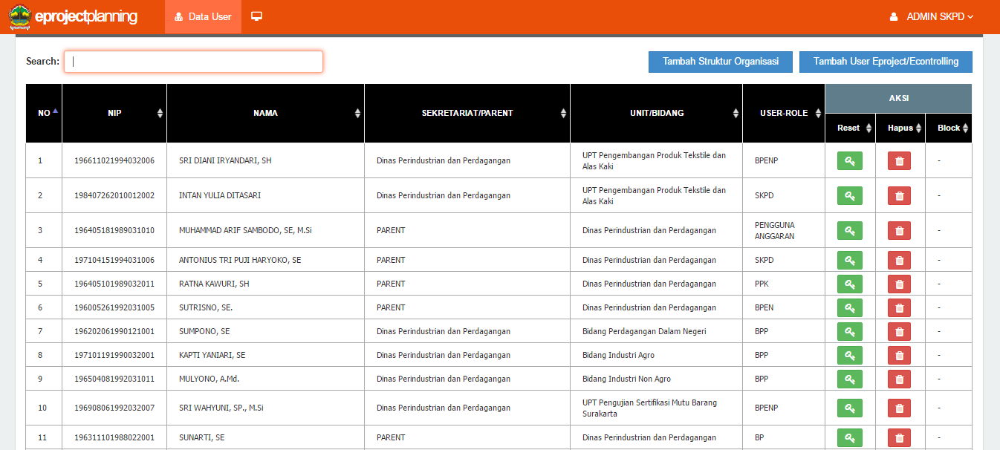 eprojectplanning Data User ADMIN SKPD
Search: Tambah Struktur Organisasi Tambah User Eproject/Econtrolling
NO NIP NAMA SEKRETARIAT/PARENT UNIT/BIDANG USER-ROLE AKSI
Reset Hapus Block
1 196611021994032006 SRI DIANI IRYANDARI, SH Dinas Perindustrian dan Perdagangan UPT Pengembangan Produk Tekstile dan BPENP -
Alas Kaki
2 198407262010012002 INTAN YULIA DITASARI Dinas Perindustrian dan Perdagangan UPT Pengembangan Produk Tekstile dan SKPD -
Alas Kaki
3 196405181989031010 MUHAMMAD ARIF SAMBODO, SE, M.Si PARENT Dinas Perindustrian dan Perdagangan PENGGUNA -
ANGGARAN
4 197104151994031006 ANTONIUS TRI PUJI HARYOKO, SE PARENT Dinas Perindustrian dan Perdagangan SKPD -
5 196405101989032011 RATNA KAWURI, SH PARENT Dinas Perindustrian dan Perdagangan PPK -
6 196005261992031005 SUTRISNO, SE. PARENT Dinas Perindustrian dan Perdagangan BPEN -
7 196202061990121001 SUMPONO, SE Dinas Perindustrian dan Perdagangan Bidang Perdagangan Dalam Negeri BPP -
8 197101191990032001 KAPTI YANIARI, SE Dinas Perindustrian dan Perdagangan Bidang Industri Agro BPP -
9 196504081992031011 MULYONO, A.Md. Dinas Perindustrian dan Perdagangan Bidang Industri Non Agro BPP -
10 196908061992032007 SRI WAHYUNI, SP., M.Si Dinas Perindustrian dan Perdagangan UPT Pengujian Sertifikasi Mutu Barang BPENP -
Surakarta
11 196311101988022001 SUNARTI, SE PARENT Dinas Perindustrian dan Perdagangan BP -